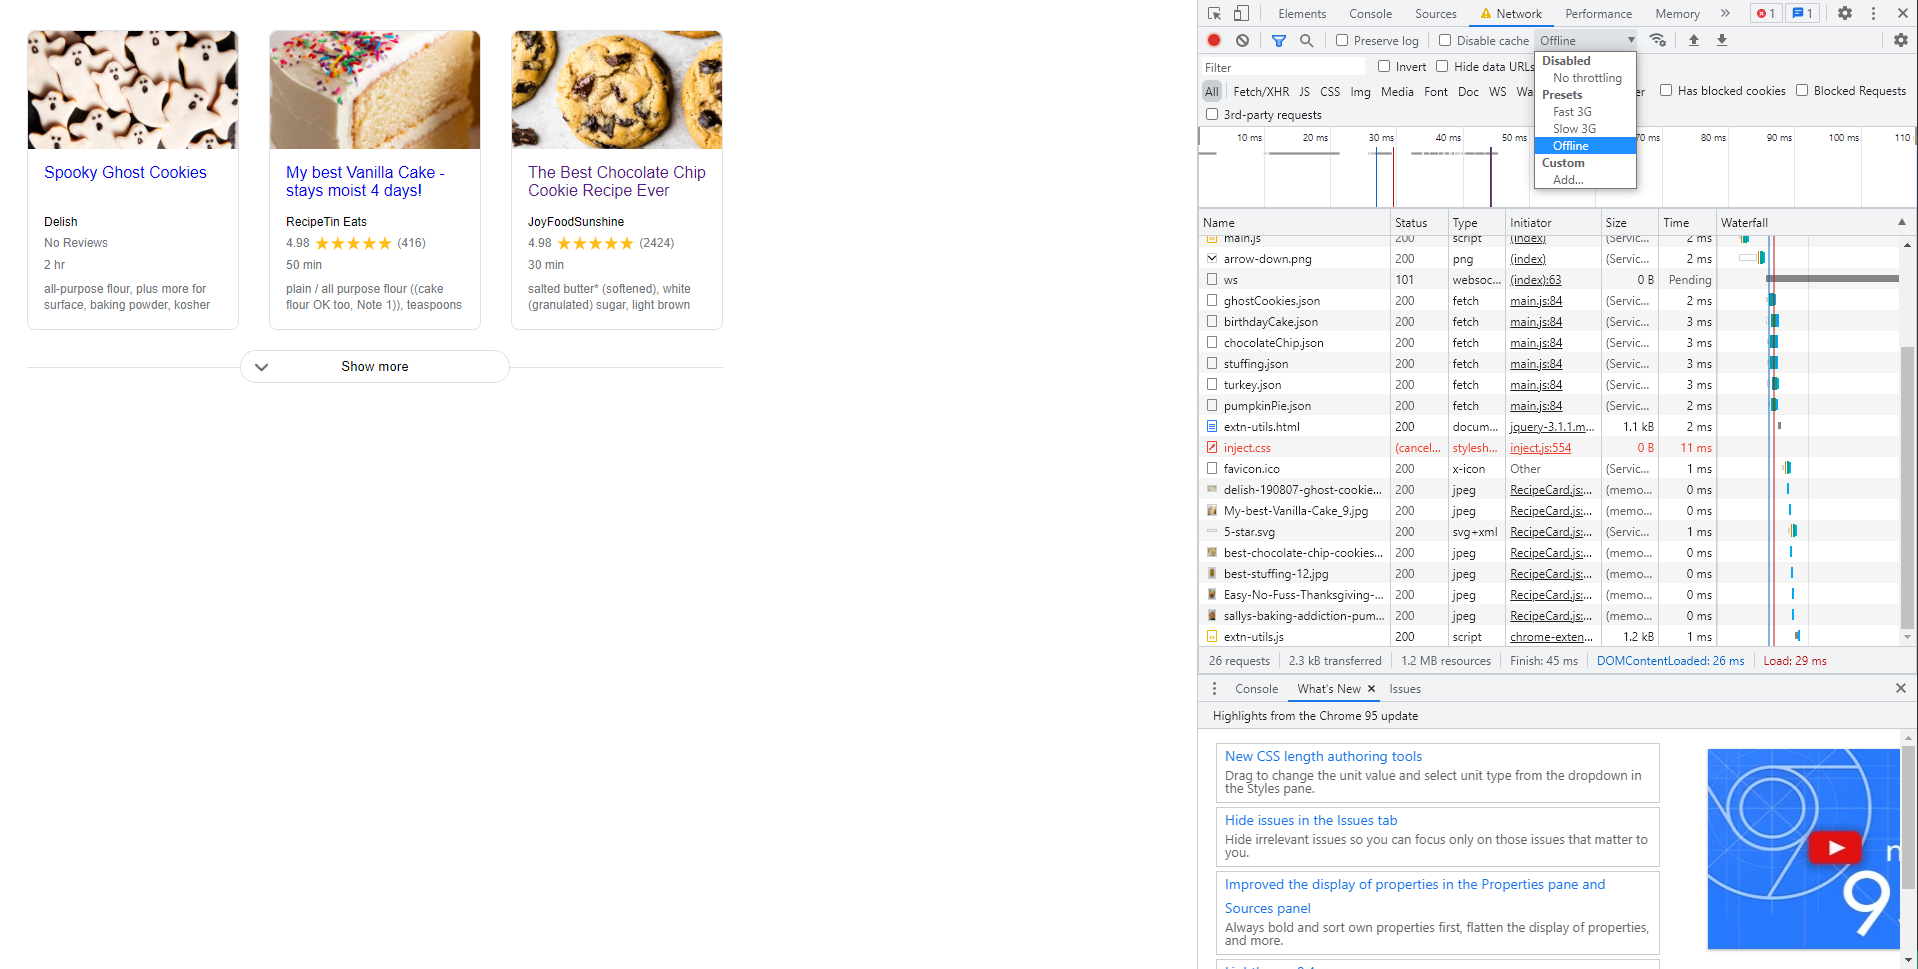 Spooky Ghost Cookies
Delish
No Reviews
2 hr
all-purpose flour, plus more for
surface, baking powder, kosher
My best Vanilla Cake -
stays moist 4 days!
RecipeTin Eats
4.98 (416)
50 min
plain / all purpose flour ((cake
flour OK too, Note 1)), teaspoons
The Best Chocolate Chip
Cookie Recipe Ever
JoyFoodSunshine
4.98 (2424)
30 min
salted butter* (softened), white
(granulated) sugar, light brown
Show more
Elements Console Sources Network Performance Memory 1 1
Preserve log Disable cache Offline
Filter Invert Hide data URLs
All Fetch/XHR JS CSS Img Media Font Doc WS Wa er Has blocked cookies Blocked Requests
3rd-party requests
Disabled
No throttling
Presets
Fast 3G
Slow 3G
Offline
Custom
Add...
10 ms 20 ms 30 ms 40 ms 50 ms 70 ms 80 ms 90 ms 100 ms 110
Name Status Type Initiator Size Time Waterfall
main.js 200 script (index) (Servic... 2 ms
arrow-down.png 200 png (index) (Servic... 2 ms
ws 101 websoc... (index):63 0 B Pending
ghostCookies.json 200 fetch main.js:84 (Servic... 2 ms
birthdayCake.json 200 fetch main.js:84 (Servic... 3 ms
chocolateChip.json 200 fetch main.js:84 (Servic... 3 ms
stuffing.json 200 fetch main.js:84 (Servic... 3 ms
turkey.json 200 fetch main.js:84 (Servic... 3 ms
pumpkinPie.json 200 fetch main.js:84 (Servic... 2 ms
extn-utils.html 200 docum... jquery-3.1.1.m... 1.1 kB 2 ms
inject.css (cancel... stylesh... inject.js:554 0 B 11 ms
favicon.ico 200 x-icon Other (Servic... 1 ms
delish-190807-ghost-cookie... 200 jpeg RecipeCard.js:... (memo... 0 ms
My-best-Vanilla-Cake_9.jpg 200 jpeg RecipeCard.js:... (memo... 0 ms
5-star.svg 200 svg+xml RecipeCard.js:... (Servic... 1 ms
best-chocolate-chip-cookies... 200 jpeg RecipeCard.js:... (memo... 0 ms
best-stuffing-12.jpg 200 jpeg RecipeCard.js:... (memo... 0 ms
Easy-No-Fuss-Thanksgiving-... 200 jpeg RecipeCard.js:... (memo... 0 ms
sallys-baking-addiction-pum... 200 jpeg RecipeCard.js:... (memo... 0 ms
extn-utils.js 200 script chrome-exten... 1.2 kB 1 ms
26 requests 2.3 kB transferred 1.2 MB resources Finish: 45 ms DOMContentLoaded: 26 ms Load: 29 ms
Console What's New Issues
Highlights from the Chrome 95 update
New CSS length authoring tools
Drag to change the unit value and select unit type from the dropdown in
the Styles pane.
Hide issues in the Issues tab
Hide irrelevant issues so you can focus only on those issues that matter to
you.
Improved the display of properties in the Properties pane and
Sources panel
Always bold and sort own properties first, flatten the display of properties,
and more.
n
9